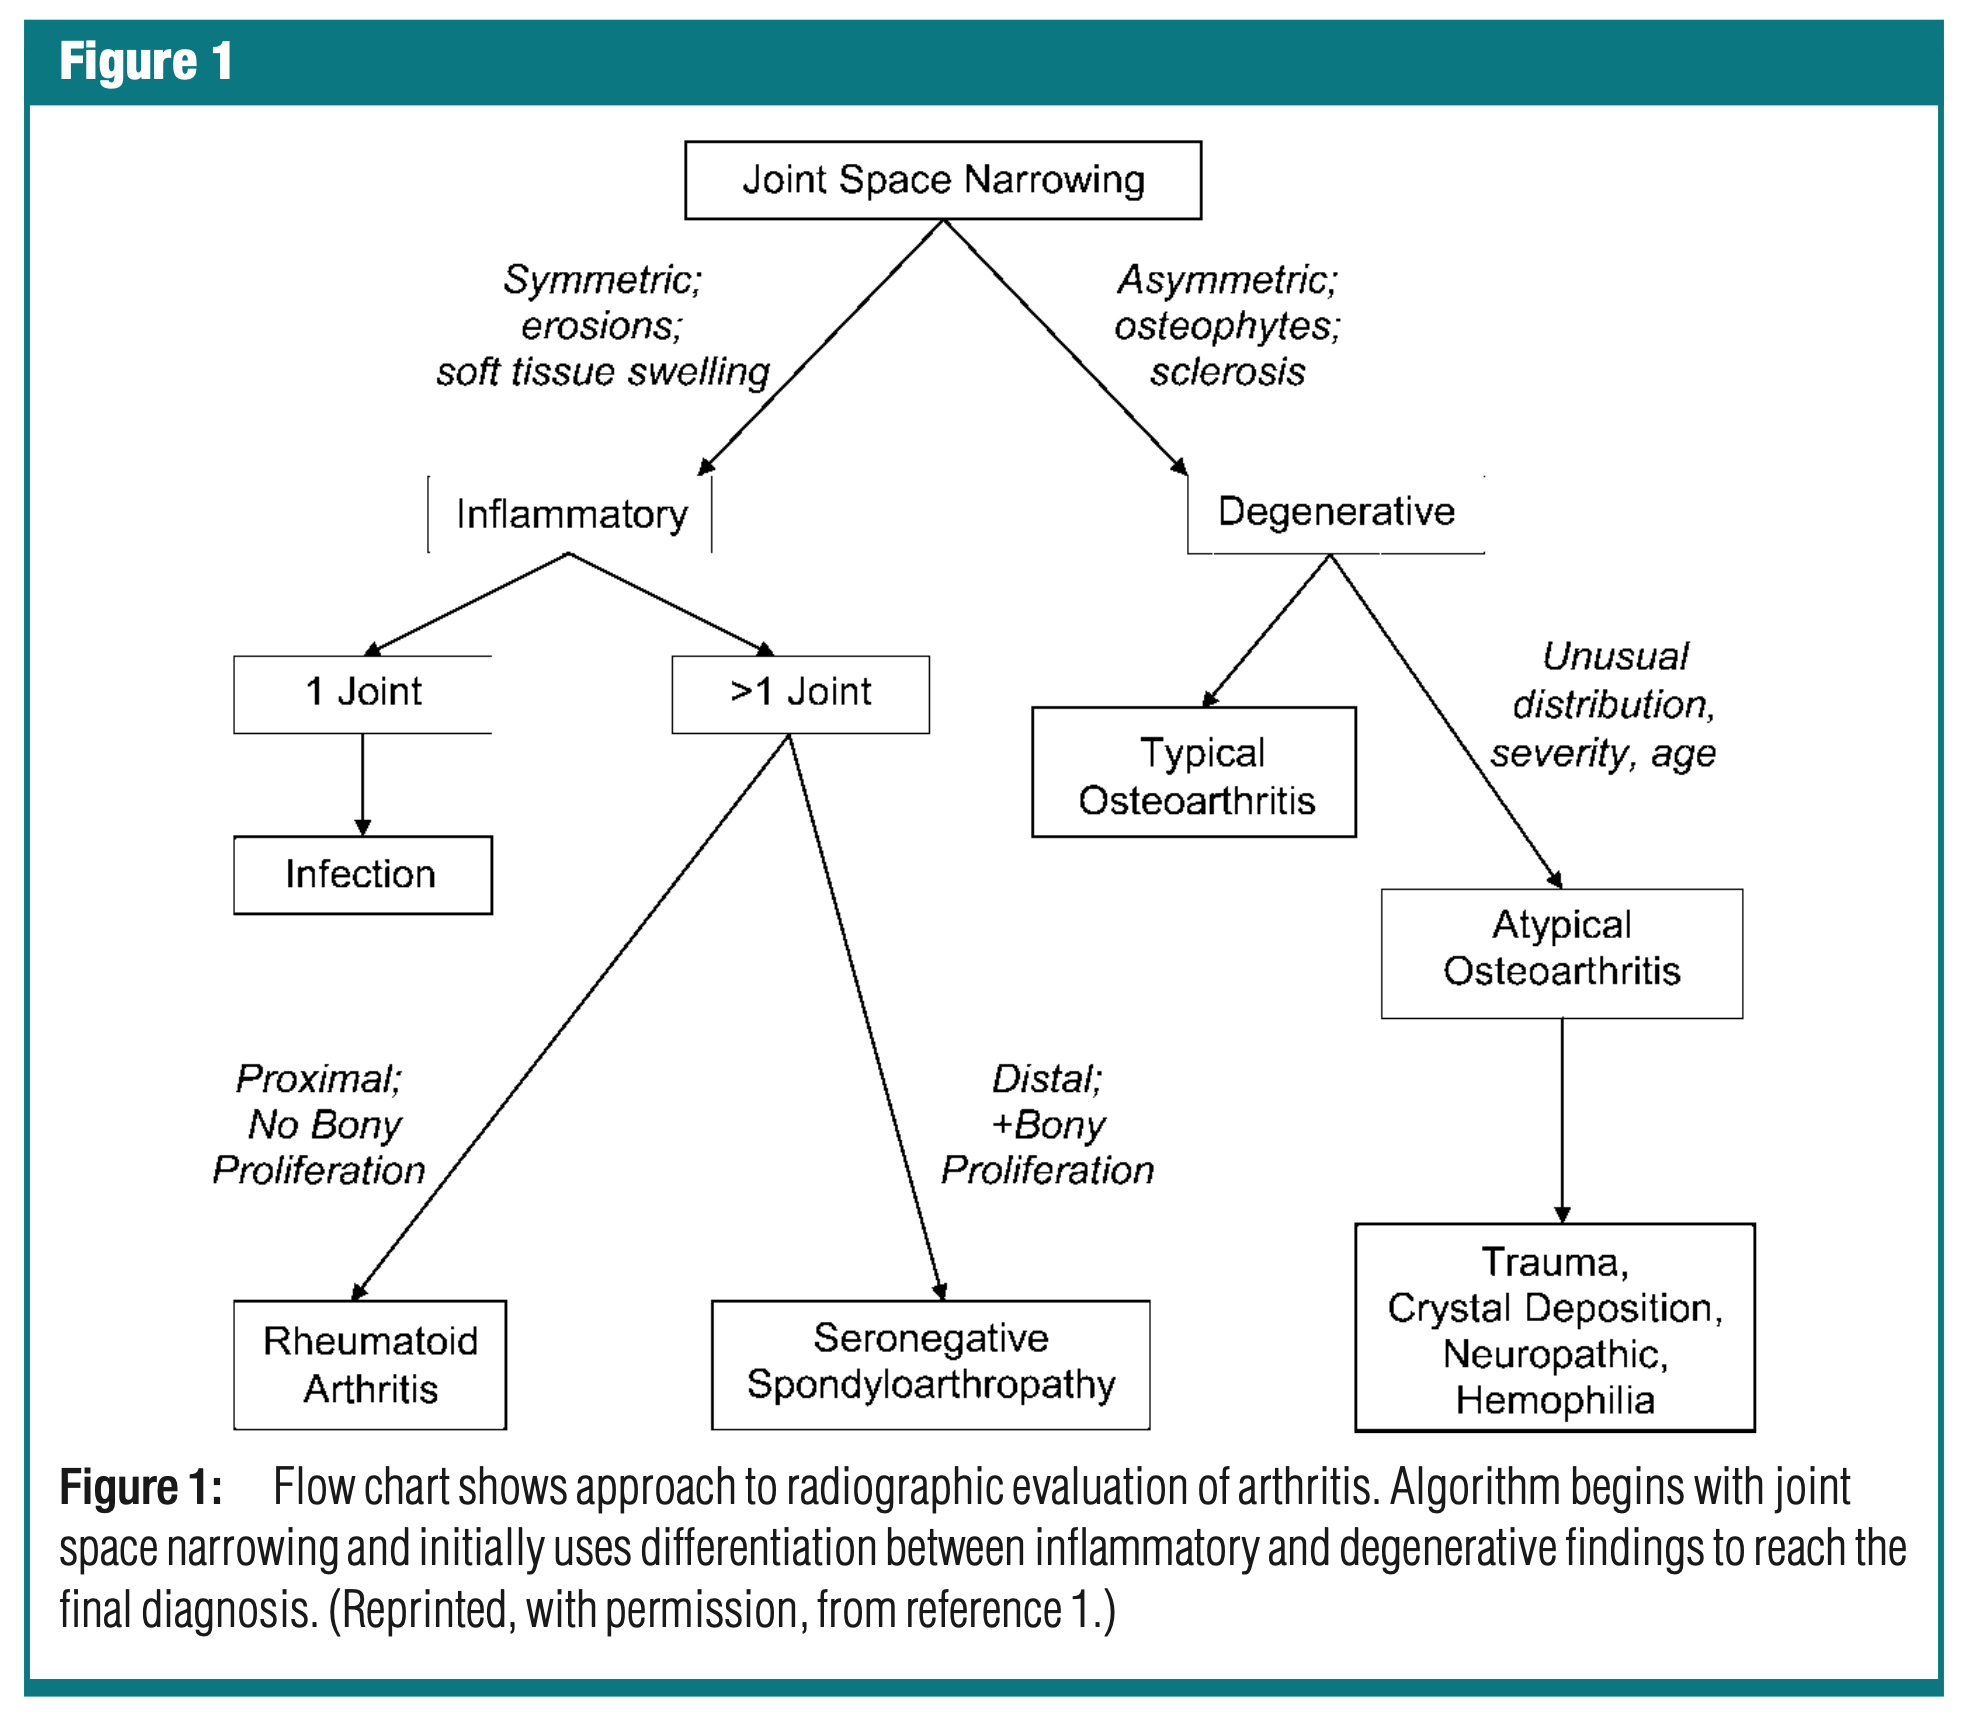 Figure 1
Joint Space Narrowing
Symmetric;
erosions;
soft tissue swelling
Asymmetric;
osteophytes;
sclerosis
Inflammatory
Degenerative
1 Joint
>1 Joint
Unusual
distribution,
severity, age
Typical
Osteoarthritis
Infection
Atypical
Osteoarthritis
Proximal;
No Bony
Proliferation
Distal;
+Bony
Proliferation
Rheumatoid
Arthritis
Seronegative
Spondyloarthropathy
Trauma,
Crystal Deposition,
Neuropathic,
Hemophilia
Figure 1: Flow chart shows approach to radiographic evaluation of arthritis. Algorithm begins with joint
space narrowing and initially uses differentiation between inflammatory and degenerative findings to reach the
final diagnosis. (Reprinted, with permission, from reference 1.)